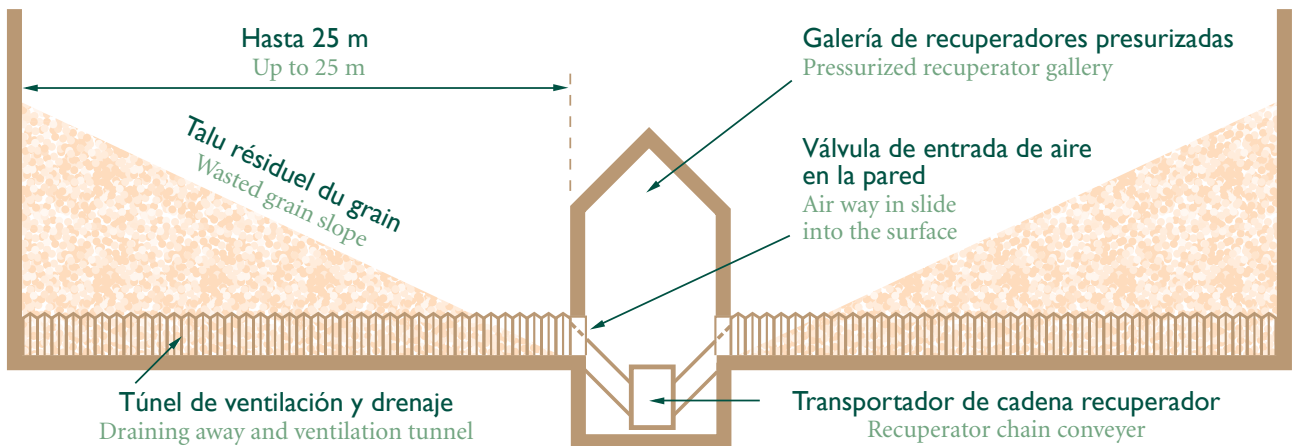 Hasta 25 m
Up to 25 m
Galería de recuperadores presurizadas
Pressurized recuperator gallery
Talu résiduel du grain
Wasted grain slope
Válvula de entrada de aire
en la pared
Air way in slide
into the surface
Túnel de ventilación y drenaje
Draining away and ventilation tunnel
Transportador de cadena recuperador
Recuperator chain conveyer